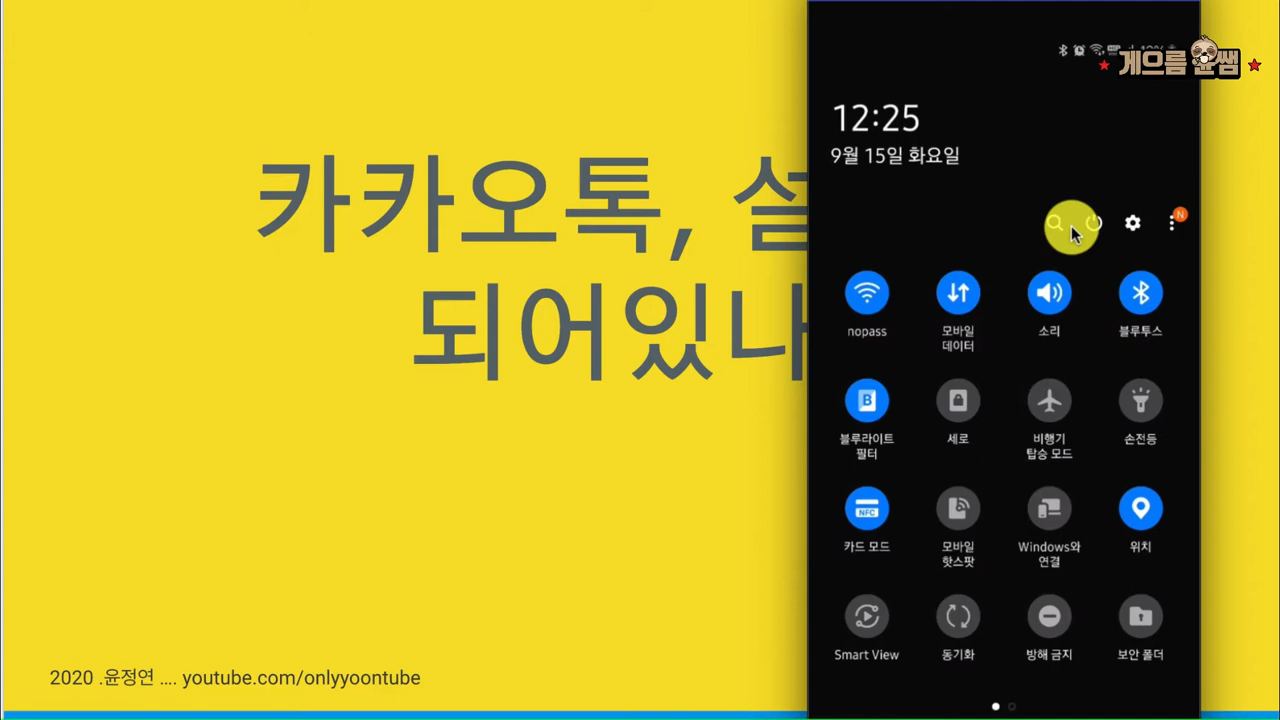 게으름 윤쌤
12:25
9월 15일 화요일
N
카카오톡, 설
되어있나
nopass
모바일
데이터
소리
블루투스
B
블루라이트
필터
세로
비행기
탑승 모드
손전등
NFC
카드 모드
모바일
핫스팟
Windows와
연결
위치
Smart View
동기화
방해 금지
보안 폴더
2020 .윤정연 .... youtube.com/onlyyoontube